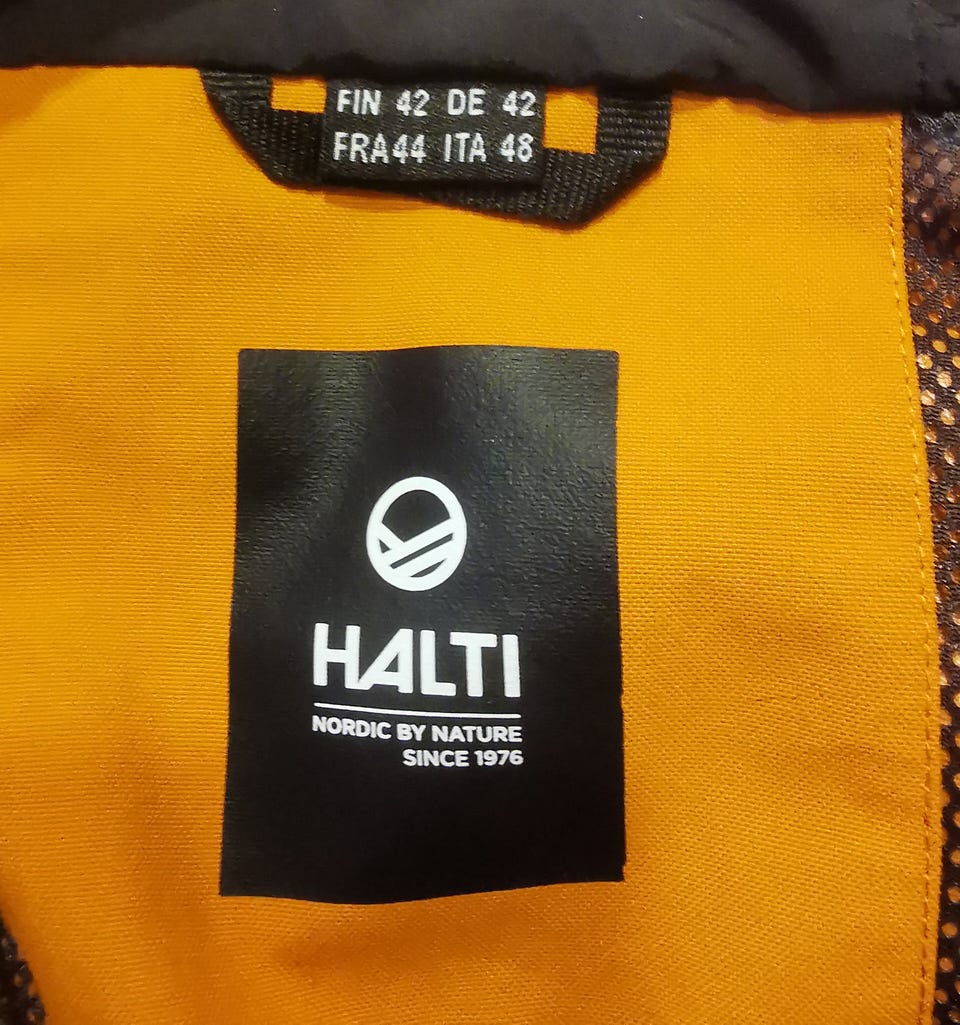 FIN 42 DE 42
FRA44 ITA 48
HALTI
NORDIC BY NATURE
SINCE 1976